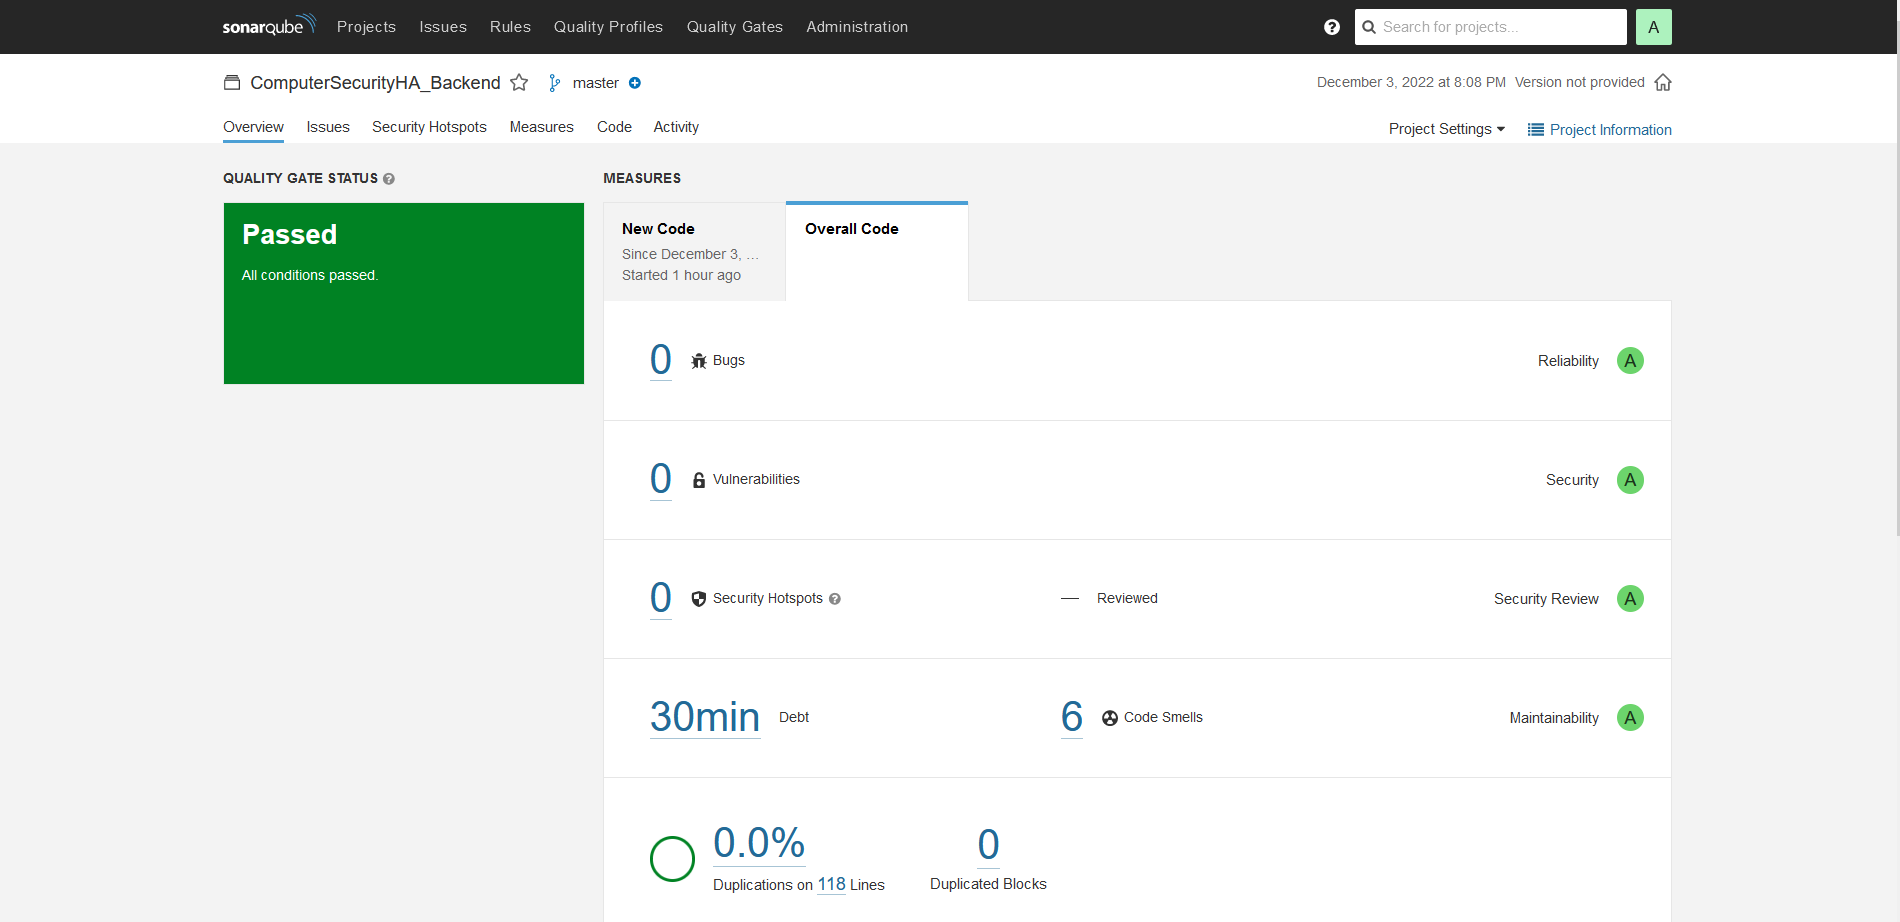 sonarqube Projects Issues Rules Quality Profiles Quality Gates Administration ? Search for projects... A
ComputerSecurityHA_Backend master December 3, 2022 at 8:08 PM Version not provided
Overview Issues Security Hotspots Measures Code Activity Project Settings Project Information
QUALITY GATE STATUS ? MEASURES
Passed
All conditions passed.
New Code
Since December 3, ...
Started 1 hour ago
Overall Code
0 Bugs Reliability A
0 Vulnerabilities Security A
0 Security Hotspots ? — Reviewed Security Review A
30min Debt 6 Code Smells Maintainability A
0.0% 0
Duplications on 118 Lines Duplicated Blocks